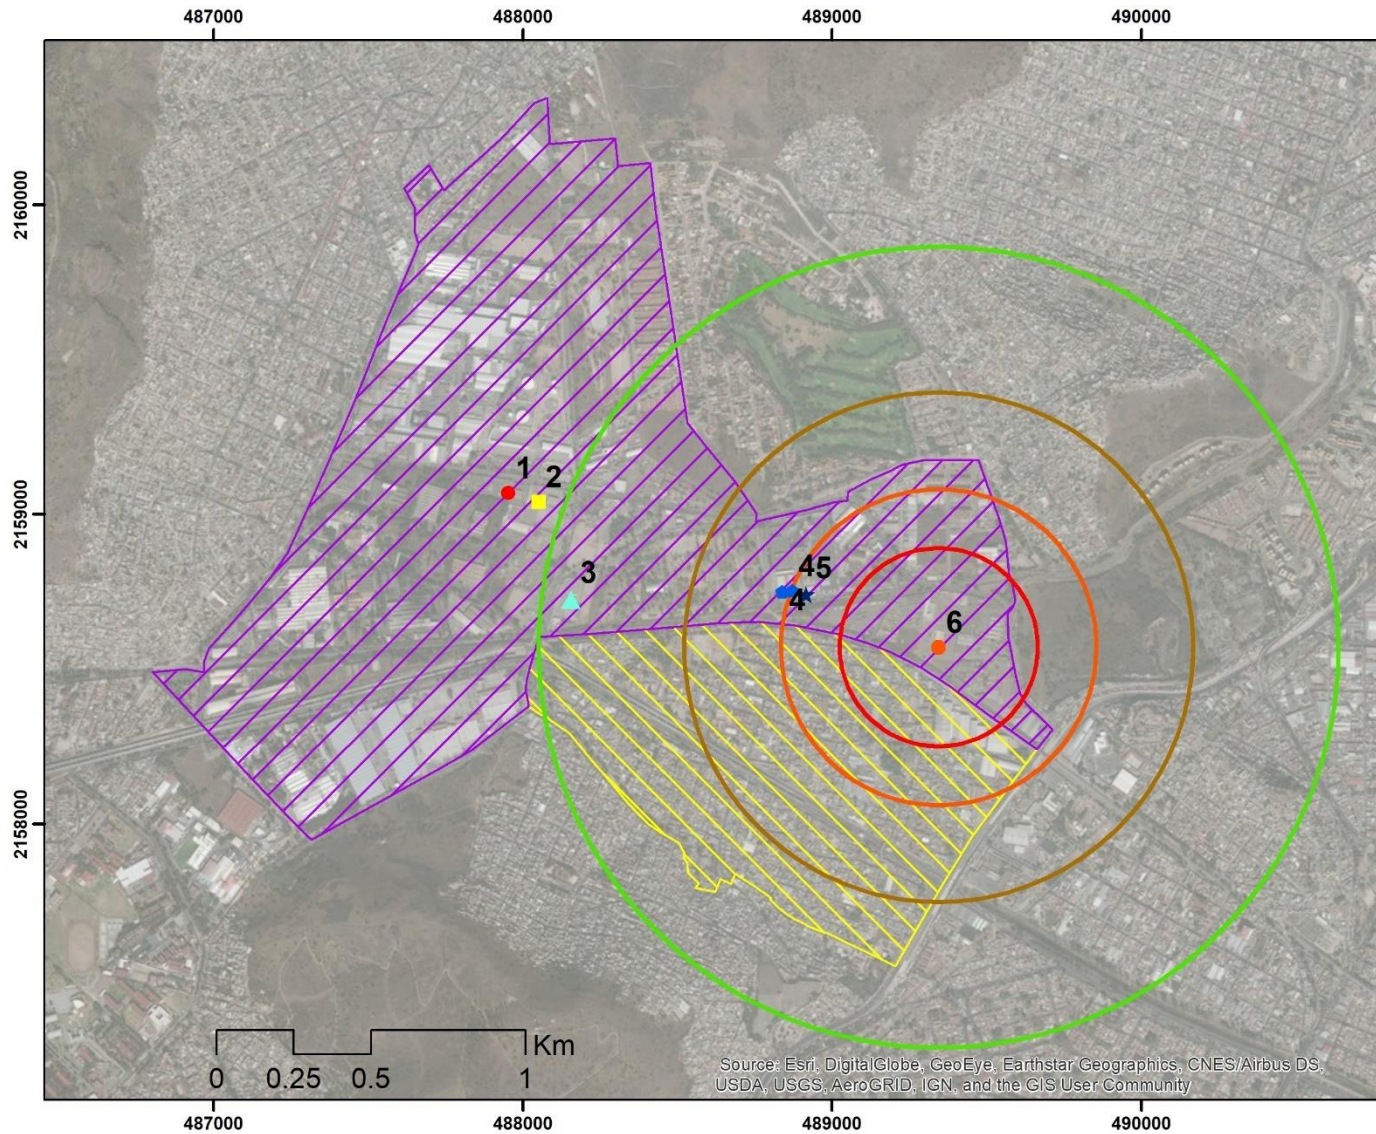 487000 488000 489000 490000
2160000
2159000
2158000
1
2
3
45
4
6
Km
0 0.25 0.5 1
Source: Esri, DigitalGlobe, GeoEye, Earthstar Geographics, CNES/Airbus DS,
USDA, USGS, AeroGRID, IGN, and the GIS User Community
487000 488000 489000 490000